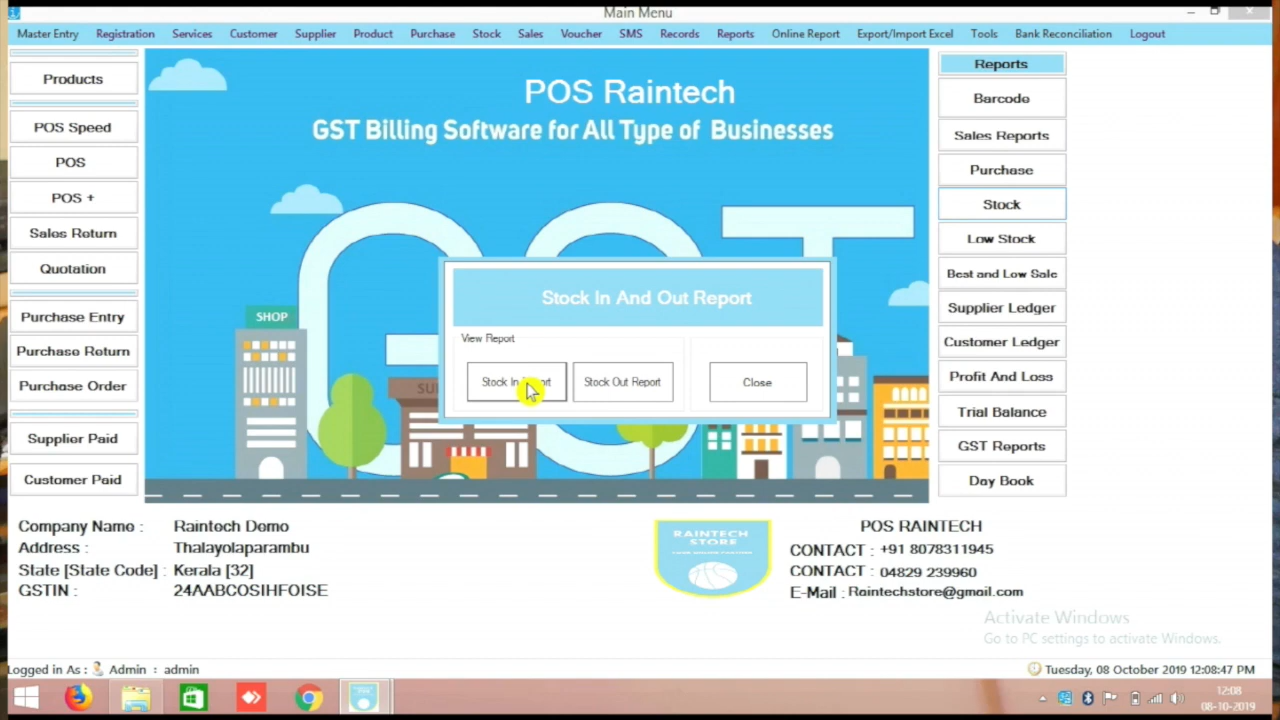 Main Menu
Master Entry Registration Services Customer Supplier Product Purchase Stock Sales Voucher SMS Records Reports Online Report Export/Import Excel Tools Bank Reconciliation Logout
Products
POS Speed
POS
POS +
Sales Return
Quotation
Purchase Entry
Purchase Return
Purchase Order
Supplier Paid
Customer Paid
POS Raintech
GST Billing Software for All Type of Businesses
GST
SHOP
SU
Stock In And Out Report
View Report
Stock In Report
Stock Out Report
Close
Reports
Barcode
Sales Reports
Purchase
Stock
Low Stock
Best and Low Sale
Supplier Ledger
Customer Ledger
Profit And Loss
Trial Balance
GST Reports
Day Book
Company Name : Raintech Demo
Address : Thalayolaparambu
State [State Code] : Kerala [32]
GSTIN : 24AABCOSIHFOISE
RAINTECH
STORE
POS RAINTECH
CONTACT : +91 8078311945
CONTACT : 04829 239960
E-Mail : Raintechstore@gmail.com
Activate Windows
Go to PC settings to activate Windows.
Logged in As : Admin : admin
Tuesday, 08 October 2019 12:08:47 PM
12:08
08-10-2019